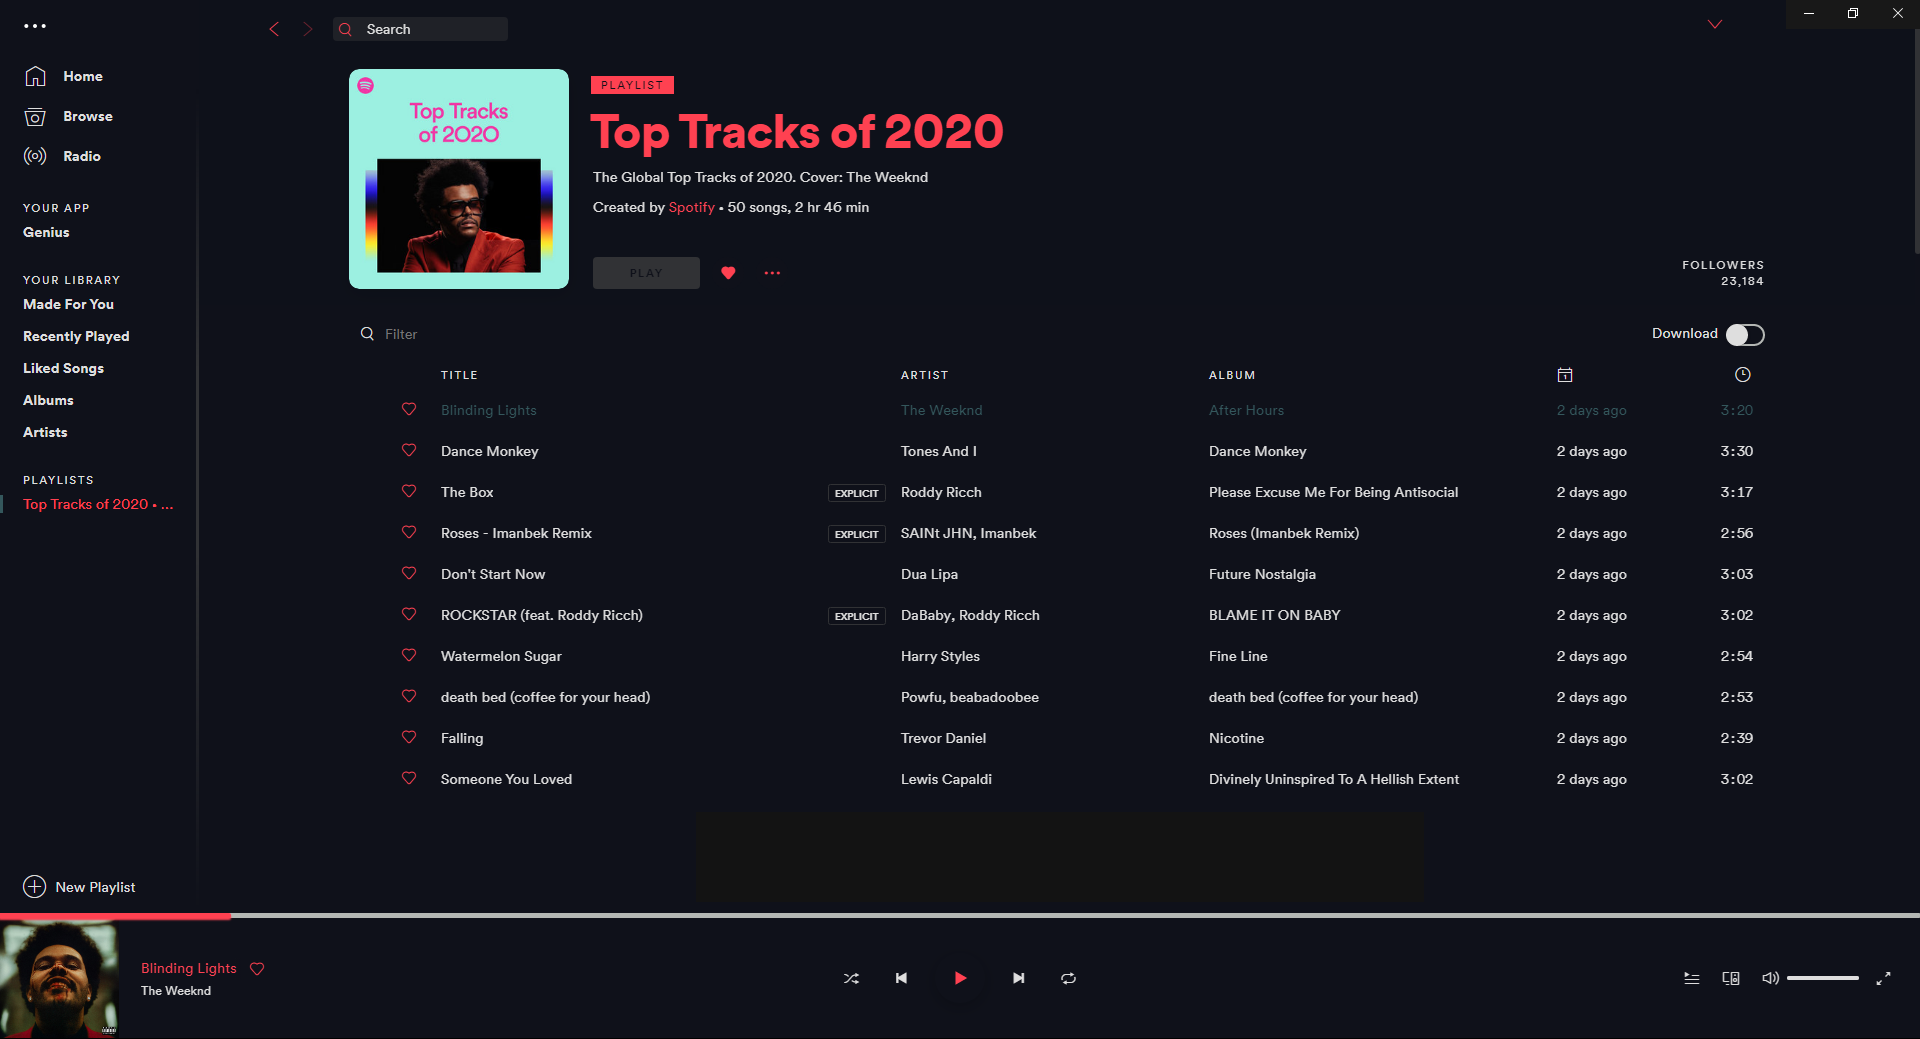 Search
Home
Browse
Radio
YOUR APP
Genius
YOUR LIBRARY
Made For You
Recently Played
Liked Songs
Albums
Artists
PLAYLISTS
Top Tracks of 2020 • ...
New Playlist
Top Tracks
of 2020
PLAYLIST
Top Tracks of 2020
The Global Top Tracks of 2020. Cover: The Weeknd
Created by Spotify • 50 songs, 2 hr 46 min
PLAY
FOLLOWERS
23,184
Filter
Download
TITLE ARTIST ALBUM
Blinding Lights The Weeknd After Hours 2 days ago 3:20
Dance Monkey Tones And I Dance Monkey 2 days ago 3:30
The Box EXPLICIT Roddy Ricch Please Excuse Me For Being Antisocial 2 days ago 3:17
Roses - Imanbek Remix EXPLICIT SAINt JHN, Imanbek Roses (Imanbek Remix) 2 days ago 2:56
Don't Start Now Dua Lipa Future Nostalgia 2 days ago 3:03
ROCKSTAR (feat. Roddy Ricch) EXPLICIT DaBaby, Roddy Ricch BLAME IT ON BABY 2 days ago 3:02
Watermelon Sugar Harry Styles Fine Line 2 days ago 2:54
death bed (coffee for your head) Powfu, beabadoobee death bed (coffee for your head) 2 days ago 2:53
Falling Trevor Daniel Nicotine 2 days ago 2:39
Someone You Loved Lewis Capaldi Divinely Uninspired To A Hellish Extent 2 days ago 3:02
Blinding Lights
The Weeknd